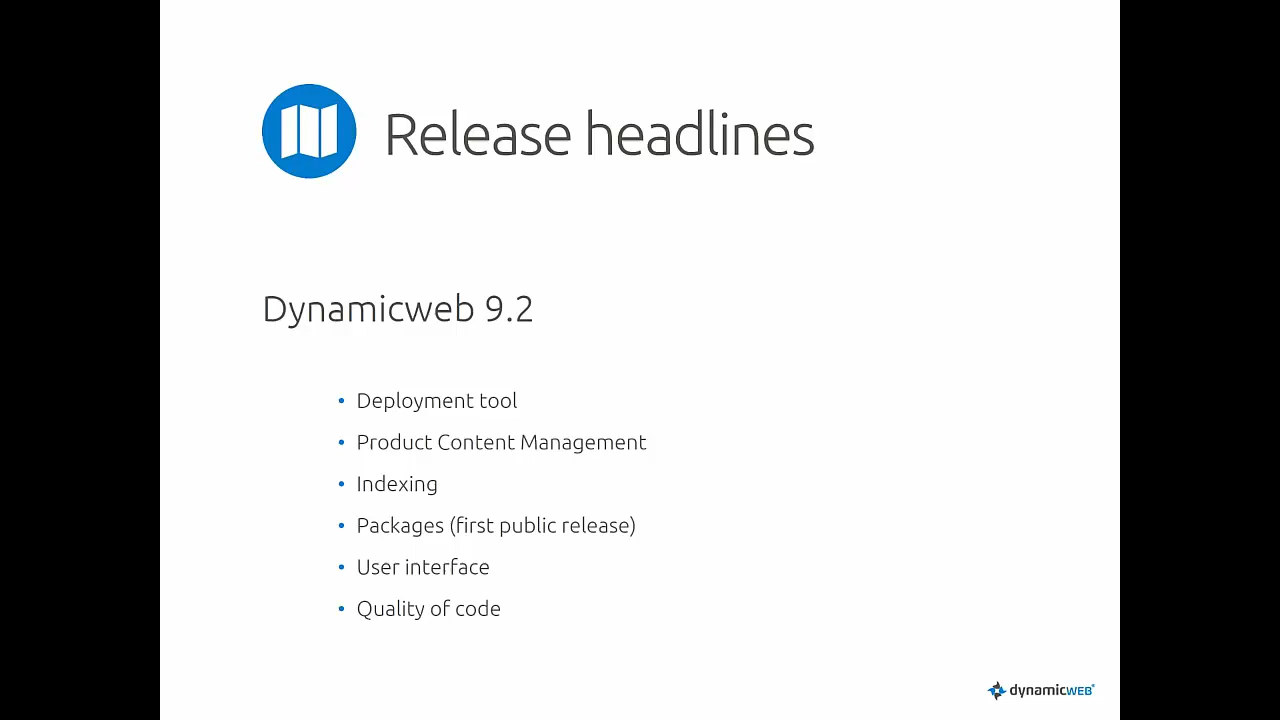 Release headlines
Dynamicweb 9.2
• Deployment tool
• Product Content Management
• Indexing
• Packages (first public release)
• User interface
• Quality of code
dynamicWEB